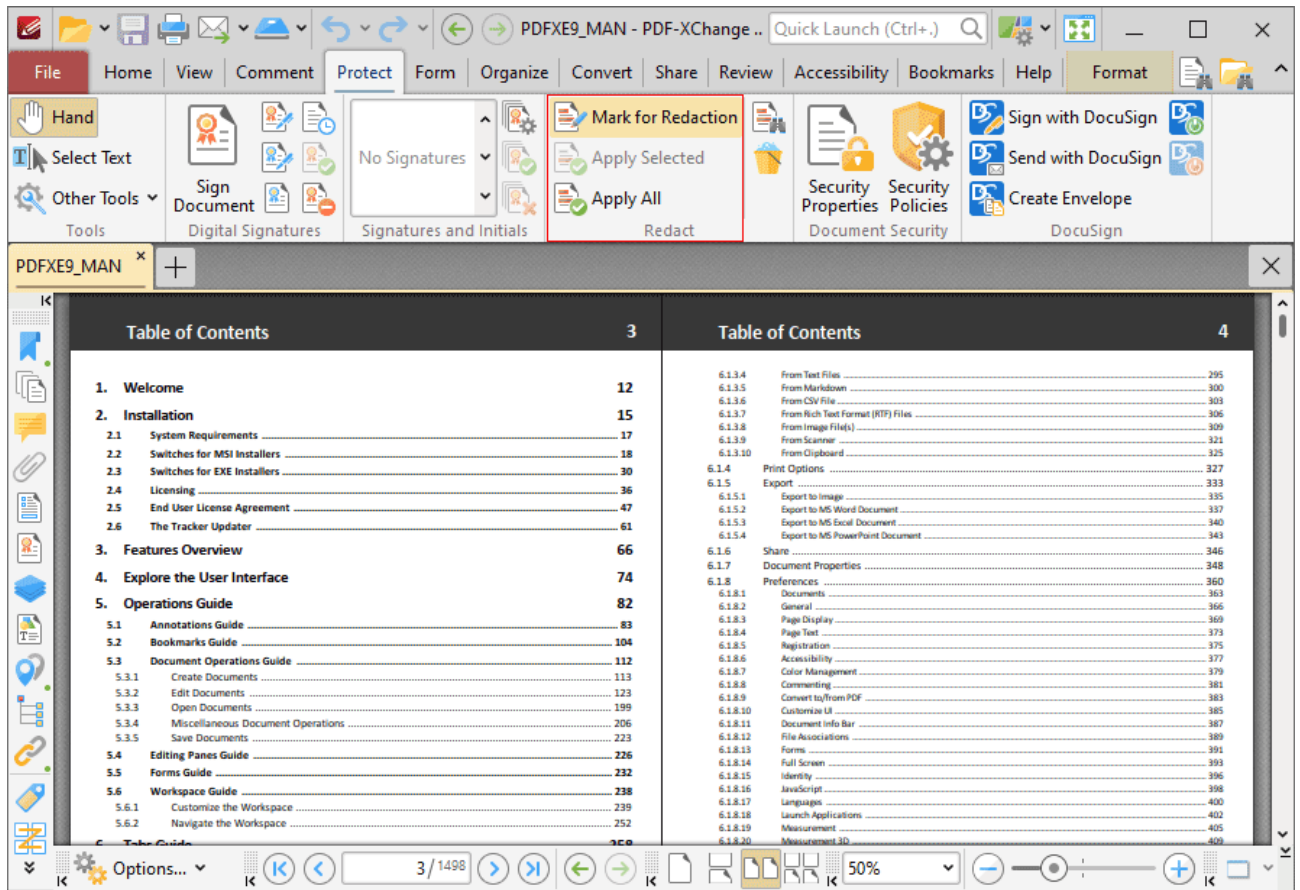 PDFXE9_MAN - PDF-XChange .. Quick Launch (Ctrl+.)
File Home View Comment Protect Form Organize Convert Share Review Accessibility Bookmarks Help Format
Hand
Select Text
Other Tools
Tools
Sign Document
Digital Signatures
No Signatures
Signatures and Initials
Mark for Redaction
Apply Selected
Apply All
Redact
Security Properties
Security Policies
Document Security
Sign with DocuSign
Send with DocuSign
Create Envelope
DocuSign
PDFXE9_MAN
Table of Contents 3
1. Welcome 12
2. Installation 15
2.1 System Requirements 17
2.2 Switches for MSI Installers 18
2.3 Switches for EXE Installers 30
2.4 Licensing 36
2.5 End User License Agreement 47
2.6 The Tracker Updater 61
3. Features Overview 66
4. Explore the User Interface 74
5. Operations Guide 82
5.1 Annotations Guide 83
5.2 Bookmarks Guide 104
5.3 Document Operations Guide 112
5.3.1 Create Documents 113
5.3.2 Edit Documents 123
5.3.3 Open Documents 199
5.3.4 Miscellaneous Document Operations 206
5.3.5 Save Documents 223
5.4 Editing Panes Guide 226
5.5 Forms Guide 232
5.6 Workspace Guide 238
5.6.1 Customize the Workspace 239
5.6.2 Navigate the Workspace 252
6. Tabs Guide 258
Table of Contents 4
6.1.3.4 From Text Files 295
6.1.3.5 From Markdown 300
6.1.3.6 From CSV File 303
6.1.3.7 From Rich Text Format (RTF) Files 306
6.1.3.8 From Image File(s) 309
6.1.3.9 From Scanner 321
6.1.3.10 From Clipboard 325
6.1.4 Print Options 327
6.1.5 Export 333
6.1.5.1 Export to Image 335
6.1.5.2 Export to MS Word Document 337
6.1.5.3 Export to MS Excel Document 340
6.1.5.4 Export to MS PowerPoint Document 343
6.1.6 Share 346
6.1.7 Document Properties 348
6.1.8 Preferences 360
6.1.8.1 Documents 363
6.1.8.2 General 366
6.1.8.3 Page Display 369
6.1.8.4 Page Text 373
6.1.8.5 Registration 375
6.1.8.6 Accessibility 377
6.1.8.7 Color Management 379
6.1.8.8 Commenting 381
6.1.8.9 Convert to/from PDF 383
6.1.8.10 Customize UI 385
6.1.8.11 Document Info Bar 387
6.1.8.12 File Associations 389
6.1.8.13 Forms 391
6.1.8.14 Full Screen 393
6.1.8.15 Identity 396
6.1.8.16 JavaScript 398
6.1.8.17 Languages 400
6.1.8.18 Launch Applications 402
6.1.8.19 Measurement 405
6.1.8.20 Measurement 3D 409
Options... 3 / 1498 50%